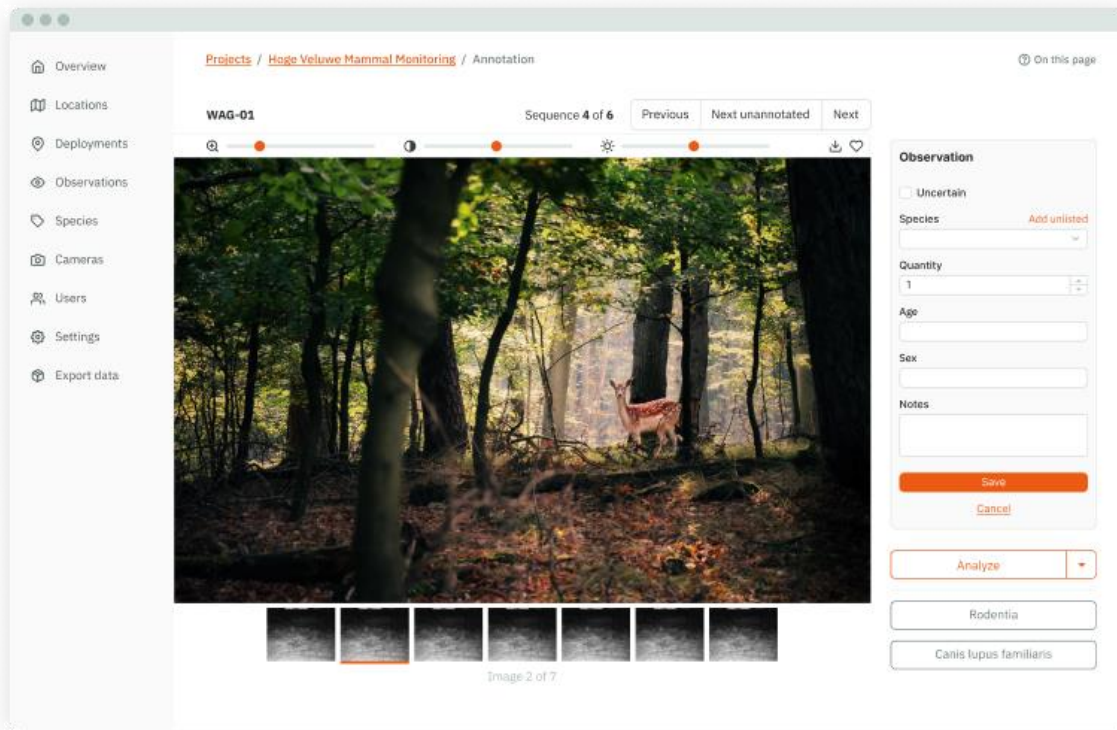 Projects / Hoge Veluwe Mammal Monitoring / Annotation
On this page
Overview
Locations
Deployments
Observations
Species
Cameras
Users
Settings
Export data
WAG-01
Sequence 4 of 6
Previous
Next unannotated
Next
Observation
Uncertain
Species Add unlisted
Quantity
1
Age
Sex
Notes
Save
Cancel
Analyze
Rodentia
Canis lupus familiaris
Image 2 of 7